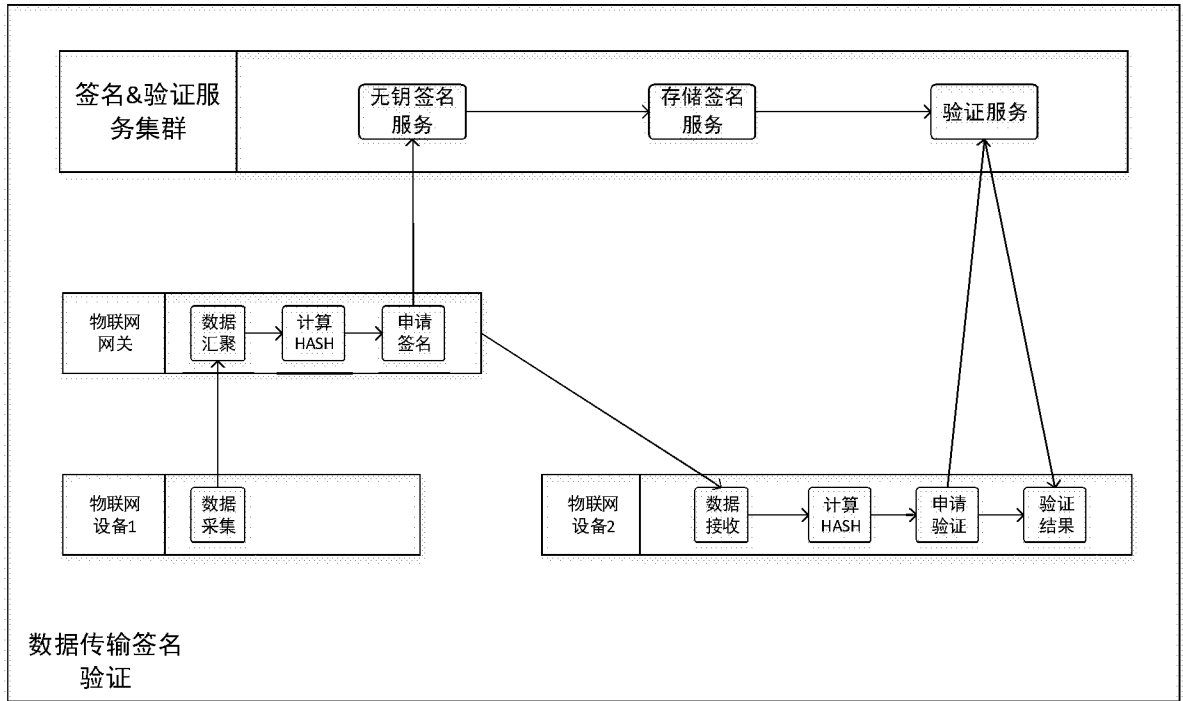 签名&验证服
务集群
无钥签名
服务
存储签名
服务
验证服务
物联网
网关
数据
汇聚
计算
HASH
申请
签名
物联网
设备1
数据
采集
物联网
设备2
数据
接收
计算
HASH
申请
验证
验证
结果
数据传输签名
验证